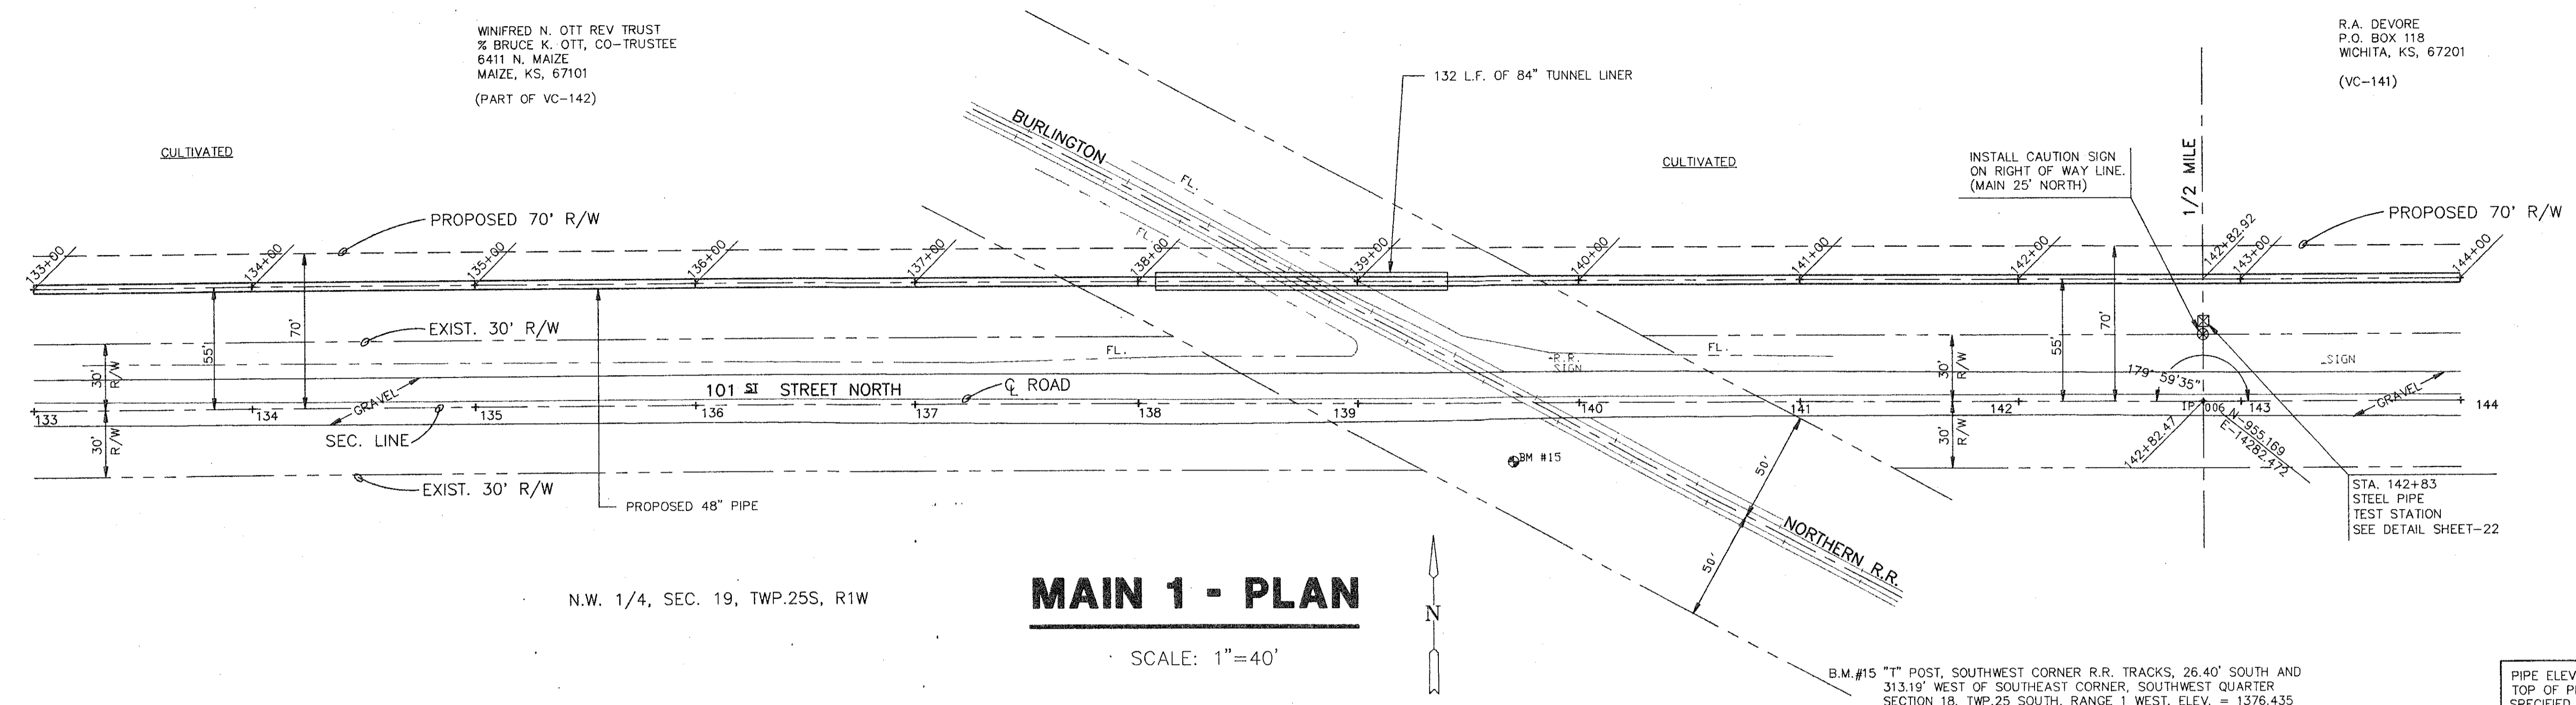 WINIFRED N. OTT REV TRUST
% BRUCE K. OTT, CO-TRUSTEE
6411 N. MAIZE
MAIZE, KS, 67101
(PART OF VC-142)
R.A. DEVORE
P.O. BOX 118
WICHITA, KS, 67201
(VC-141)
132 L.F. OF 84" TUNNEL LINER
BURLINGTON
CULTIVATED
CULTIVATED
FL.
FL.
INSTALL CAUTION SIGN
ON RIGHT OF WAY LINE.
(MAIN 25' NORTH)
1/2 MILE
PROPOSED 70' R/W
PROPOSED 70' R/W
133+00
134+00
135+00
136+00
137+00
138+00
139+00
140+00
141+00
142+00
142+82.92
143+00
144+00
70'
55'
EXIST. 30' R/W
30'
R/W
FL.
R.R.
SIGN
FL.
30'
R/W
55'
70'
179° 59'35"
SIGN
GRAVEL
101 ST STREET NORTH
℄ ROAD
GRAVEL
133
134
135
136
137
138
139
140
141
142
IP 006
143
144
SEC. LINE
30'
R/W
30'
R/W
142+82.47
N-955.169
E-14282.472
BM #15
50'
50'
EXIST. 30' R/W
PROPOSED 48" PIPE
STA. 142+83
STEEL PIPE
TEST STATION
SEE DETAIL SHEET-22
NORTHERN R.R.
N.W. 1/4, SEC. 19, TWP.25S, R1W
MAIN 1 - PLAN
SCALE: 1"=40'
N
B.M.#15 "T" POST, SOUTHWEST CORNER R.R. TRACKS, 26.40' SOUTH AND
313.19' WEST OF SOUTHEAST CORNER, SOUTHWEST QUARTER
SECTION 18, TWP.25 SOUTH, RANGE 1 WEST, ELEV. = 1376.435
PIPE ELEV
TOP OF P
SPECIFIED